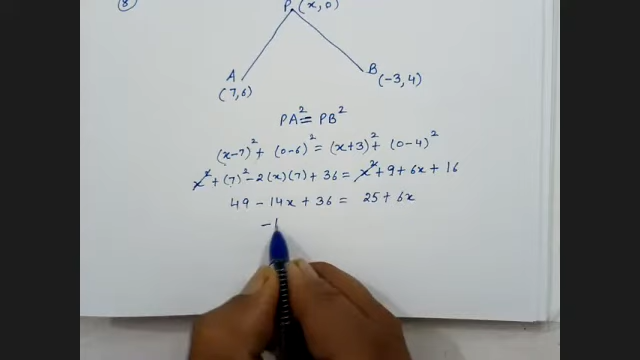 8
P (x, 0)
A
(7, 6)
B
(-3, 4)
PA² = PB²
(x-7)² + (0-6)² = (x+3)² + (0-4)²
x² + (7)² - 2(x)(7) + 36 = x² + 9 + 6x + 16
49 - 14x + 36 = 25 + 6x
-1